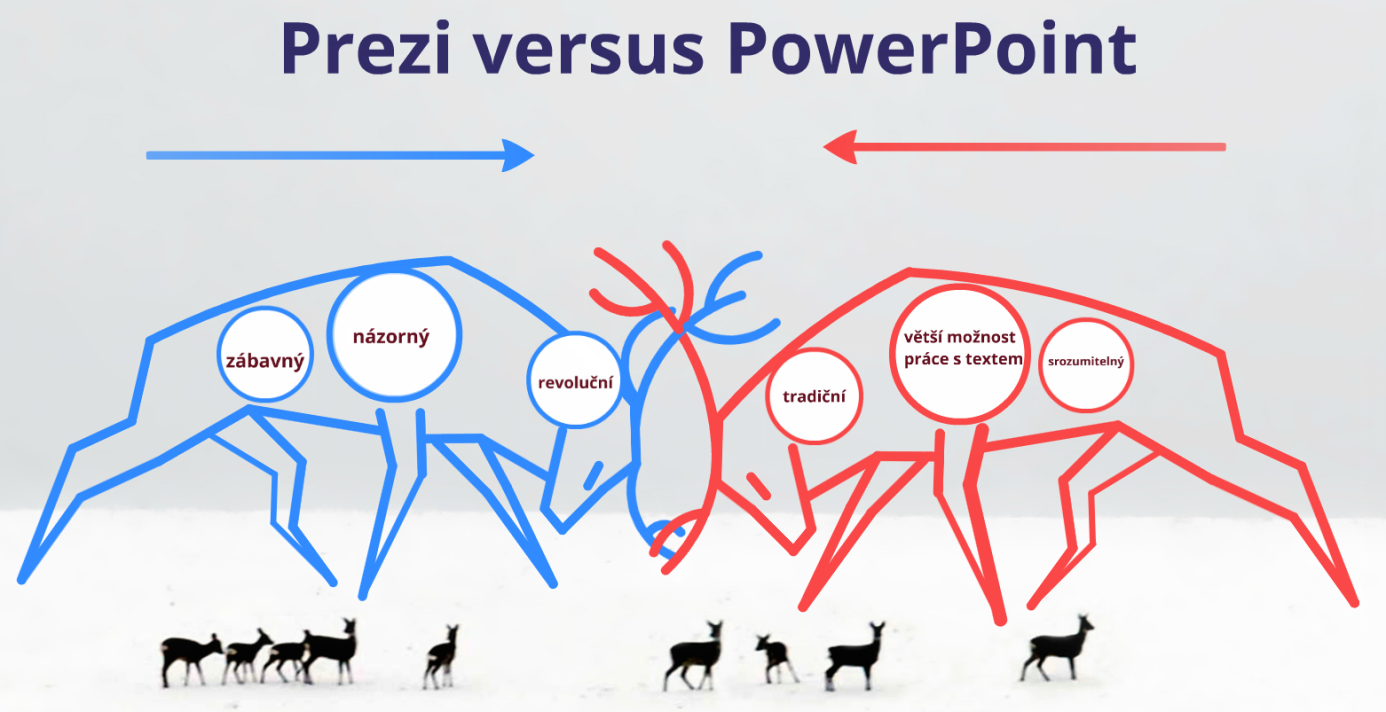 Prezi versus PowerPoint
zábavný
názorný
revoluční
tradiční
větší možnost
práce s textem
srozumitelný